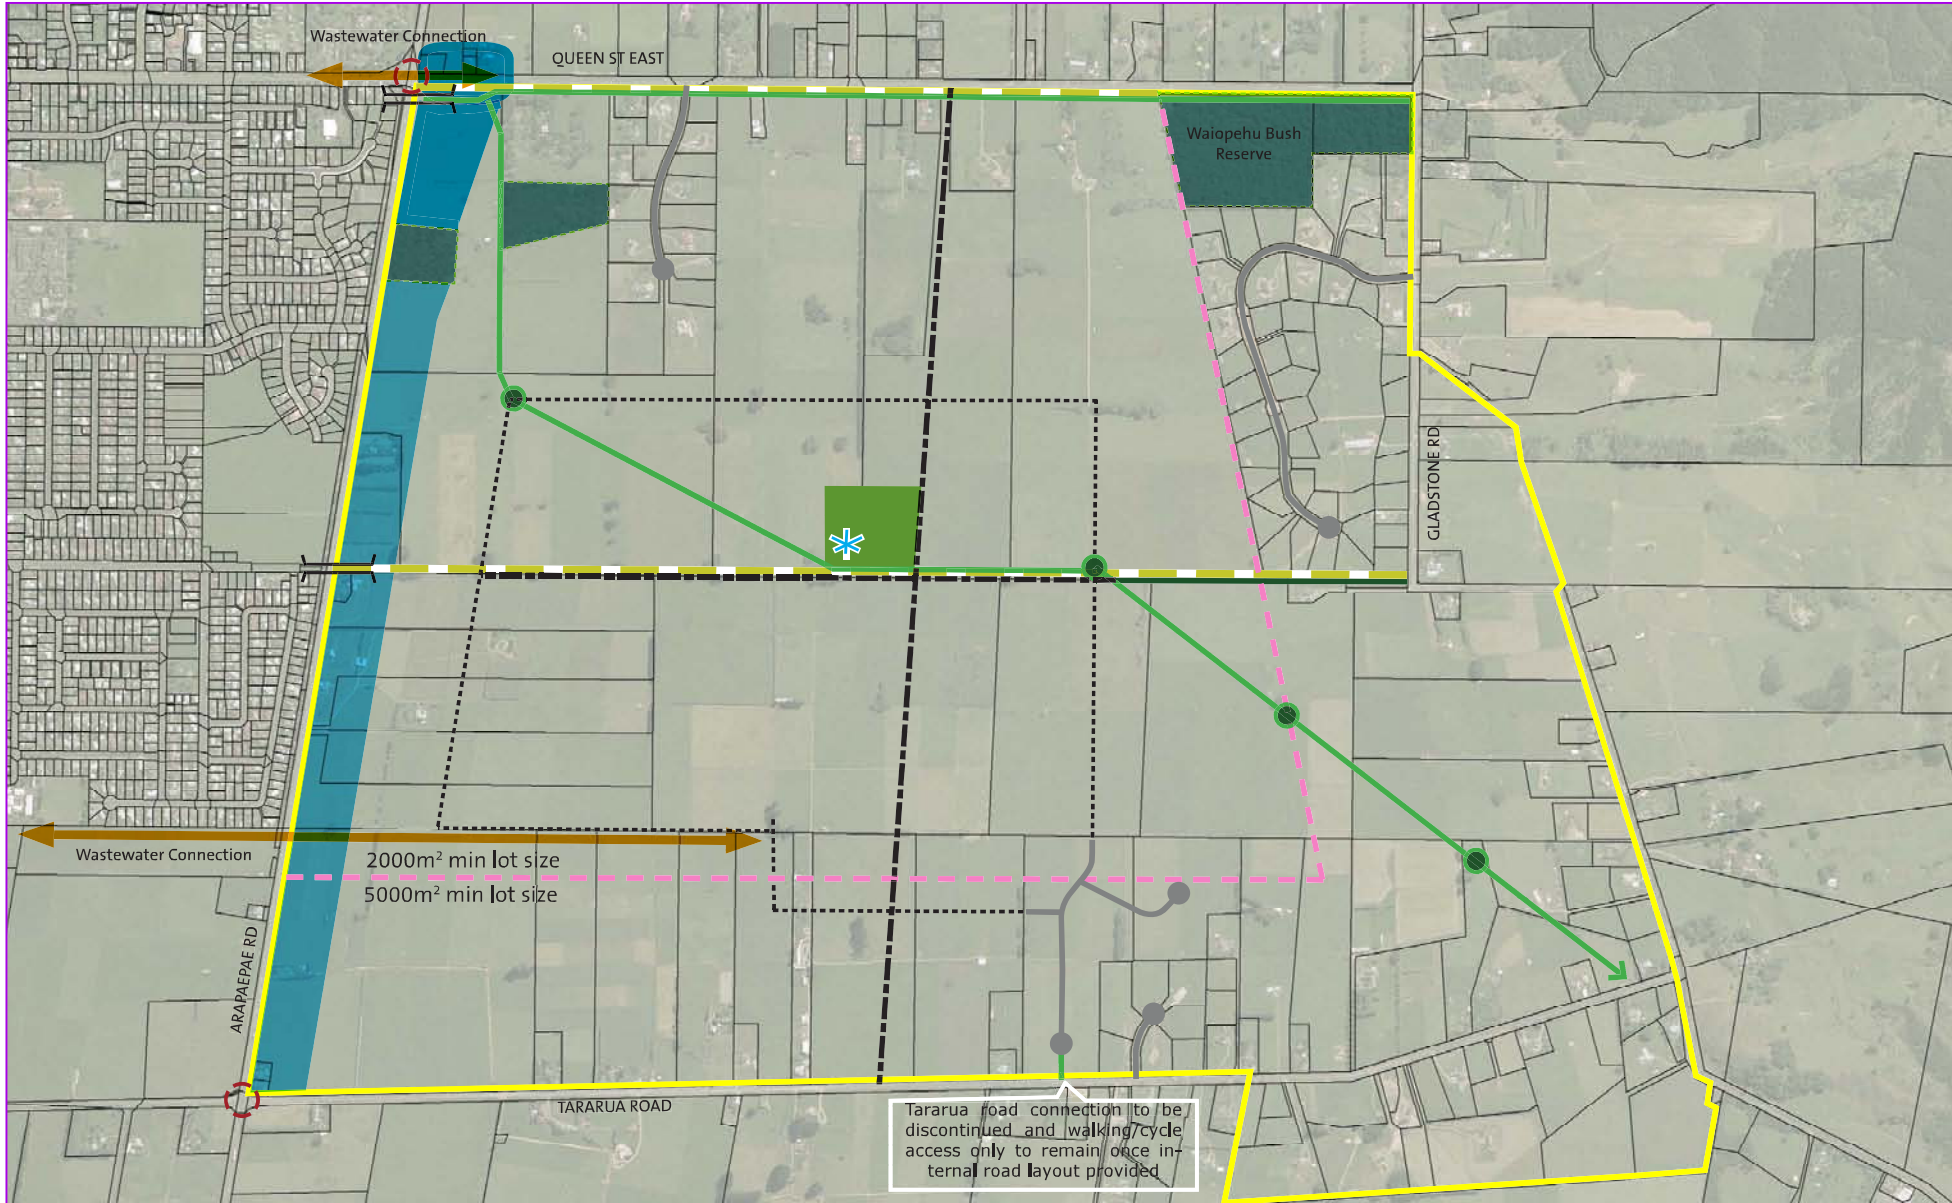 Wastewater Connection
QUEEN ST EAST
Waiopehu Bush
Reserve
GLADSTONE RD
Wastewater Connection
2000m² min lot size
5000m² min lot size
ARAPAEPAE RD
TARARUA ROAD
Tararua road connection to be
discontinued and walking/cycle
access only to remain once in-
ternal road layout provided